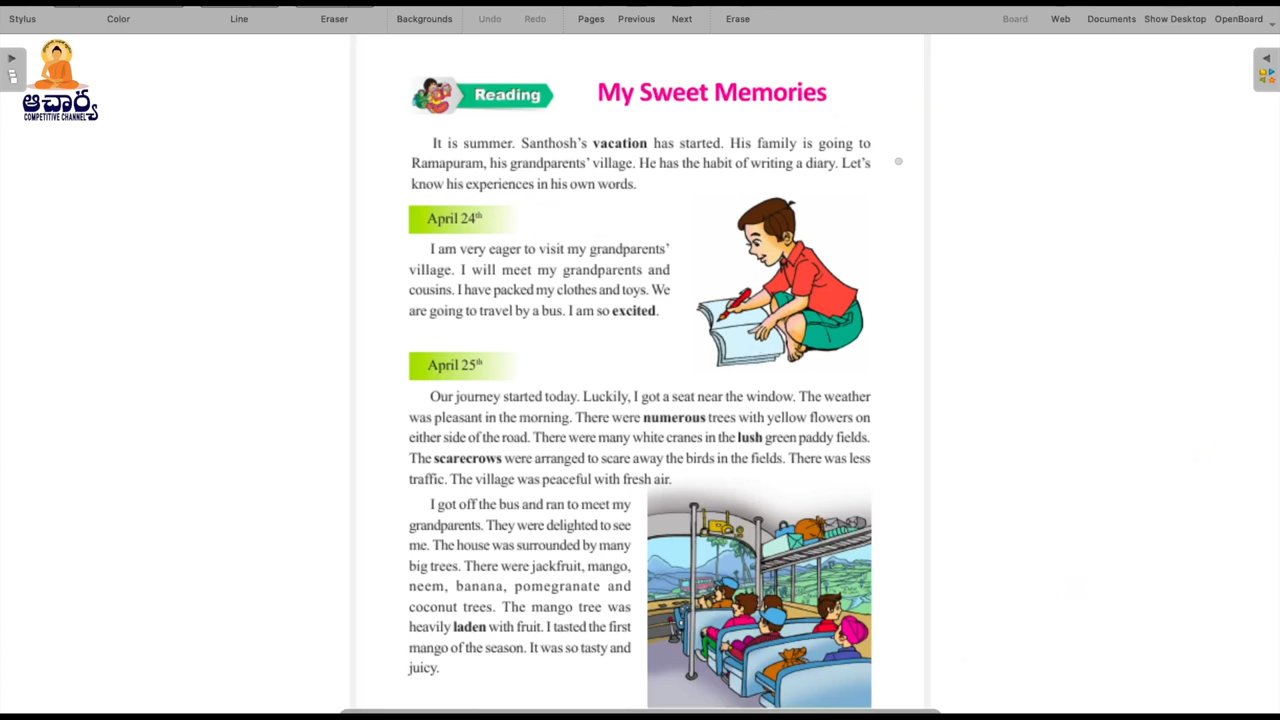 Stylus Color Line Eraser Backgrounds Undo Redo Pages Previous Next Erase Board Web Documents Show Desktop OpenBoard
ఆచార్య
COMPETITIVE CHANNEL
Reading
My Sweet Memories
It is summer. Santhosh's vacation has started. His family is going to
Ramapuram, his grandparents' village. He has the habit of writing a diary. Let's
know his experiences in his own words.
April 24th
I am very eager to visit my grandparents'
village. I will meet my grandparents and
cousins. I have packed my clothes and toys. We
are going to travel by a bus. I am so excited.
April 25th
Our journey started today. Luckily, I got a seat near the window. The weather
was pleasant in the morning. There were numerous trees with yellow flowers on
either side of the road. There were many white cranes in the lush green paddy fields.
The scarecrows were arranged to scare away the birds in the fields. There was less
traffic. The village was peaceful with fresh air.
I got off the bus and ran to meet my
grandparents. They were delighted to see
me. The house was surrounded by many
big trees. There were jackfruit, mango,
neem, banana, pomegranate and
coconut trees. The mango tree was
heavily laden with fruit. I tasted the first
mango of the season. It was so tasty and
juicy.